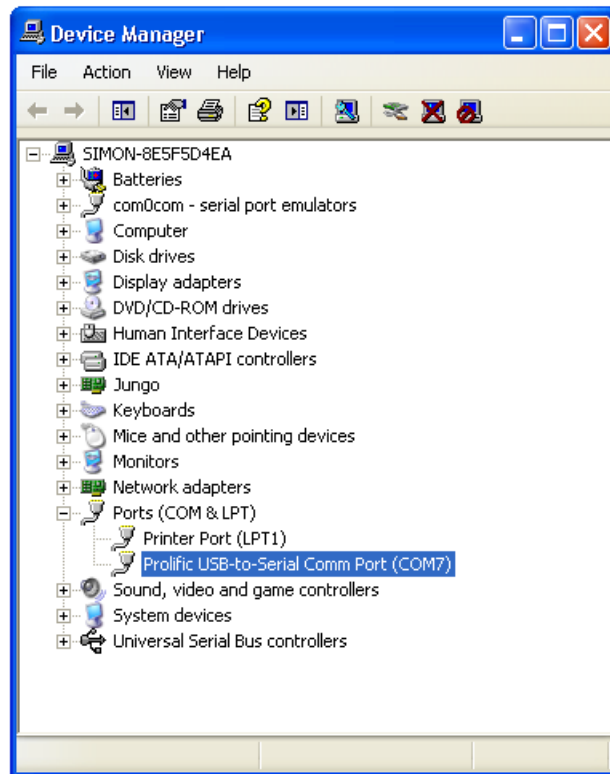 Device Manager
File Action View Help
SIMON-8E5F5D4EA
Batteries
com0com - serial port emulators
Computer
Disk drives
Display adapters
DVD/CD-ROM drives
Human Interface Devices
IDE ATA/ATAPI controllers
Jungo
Keyboards
Mice and other pointing devices
Monitors
Network adapters
Ports (COM & LPT)
Printer Port (LPT1)
Prolific USB-to-Serial Comm Port (COM7)
Sound, video and game controllers
System devices
Universal Serial Bus controllers